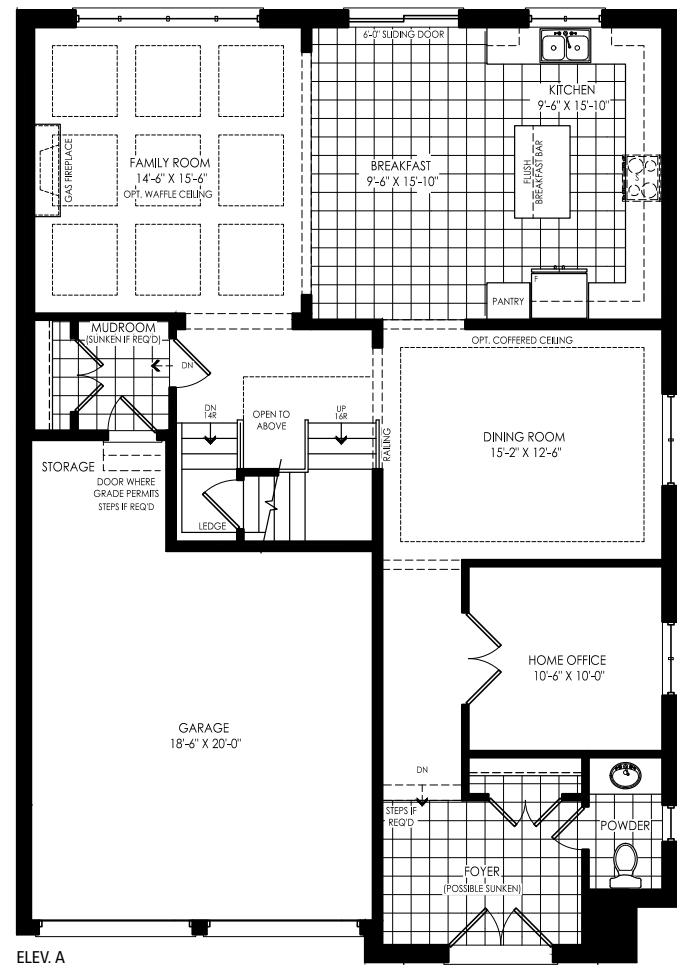 6'-0" SLIDING DOOR
KITCHEN
9'-6" X 15'-10"
GAS FIREPLACE
FAMILY ROOM
14'-6" X 15'-6"
OPT. WAFFLE CEILING
BREAKFAST
9'-6" X 15'-10"
FLUSH
BREAKFAST BAR
S
F
PANTRY
MUDROOM
(SUNKEN IF REQ'D)
DN
OPT. COFFERED CEILING
DN
14R
OPEN TO
ABOVE
UP
16R
RAILING
DINING ROOM
15'-2" X 12'-6"
STORAGE
DOOR WHERE
GRADE PERMITS
STEPS IF REQ'D
LEDGE
HOME OFFICE
10'-6" X 10'-0"
GARAGE
18'-6" X 20'-0"
DN
STEPS IF
REQ'D
POWDER
FOYER
(POSSIBLE SUNKEN)
ELEV. A